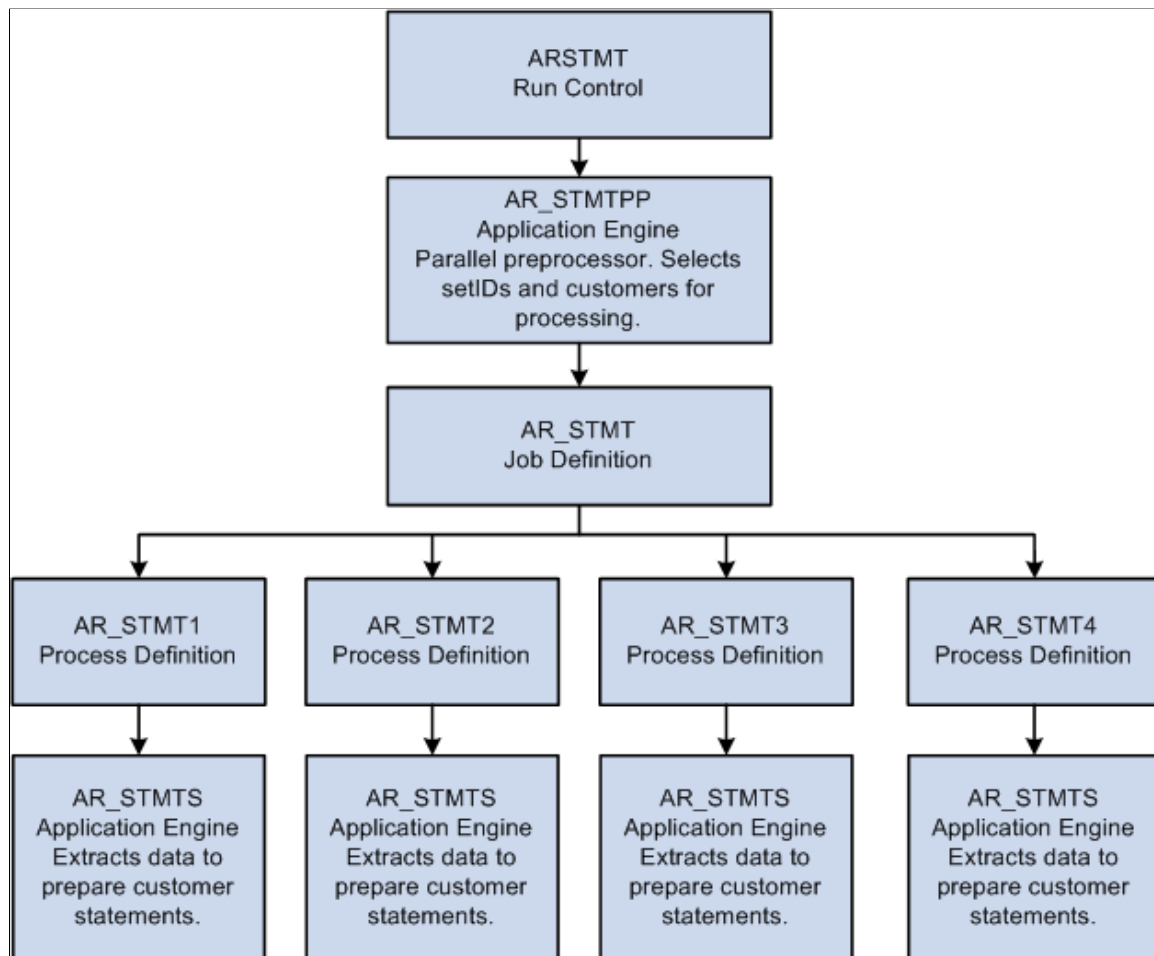 ARSTMT
Run Control
AR_STMTPP
Application Engine
Parallel preprocessor. Selects
setIDs and customers for
processing.
AR_STMT
Job Definition
AR_STMT1
Process Definition
AR_STMT2
Process Definition
AR_STMT3
Process Definition
AR_STMT4
Process Definition
AR_STMTS
Application Engine
Extracts data to
prepare customer
statements.
AR_STMTS
Application Engine
Extracts data to
prepare customer
statements.
AR_STMTS
Application Engine
Extracts data to
prepare customer
statements.
AR_STMTS
Application Engine
Extracts data to
prepare customer
statements.